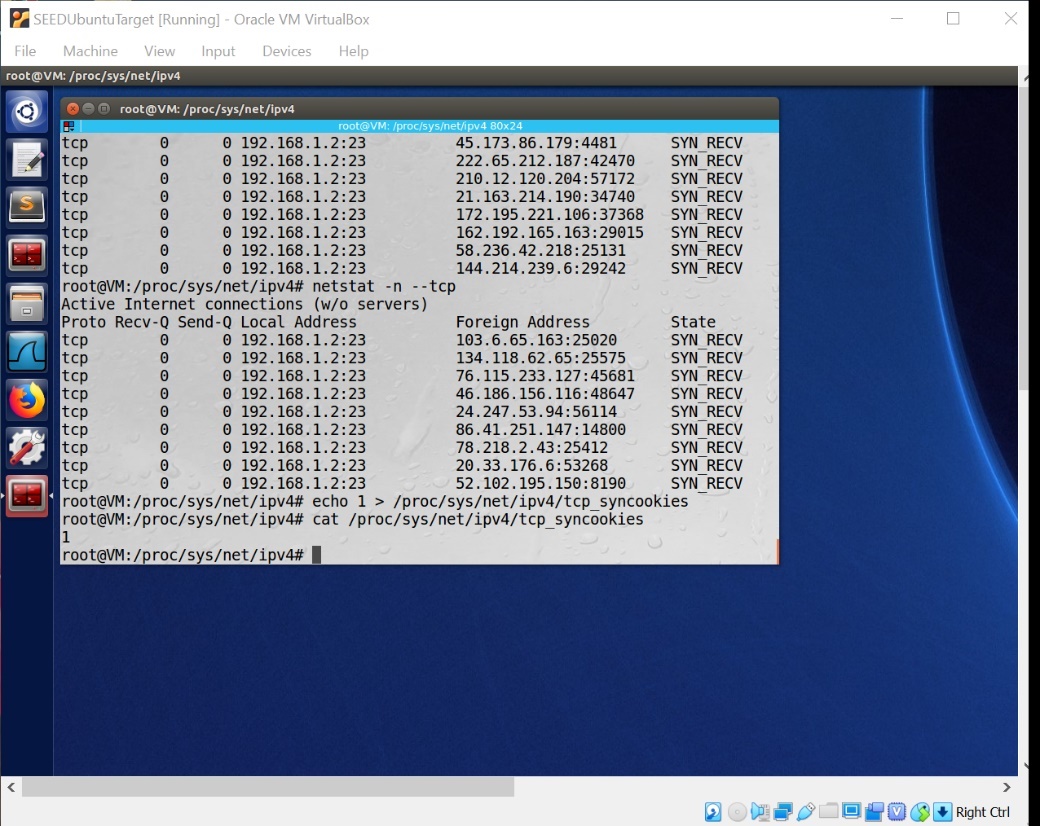 SEEDUbuntuTarget [Running] - Oracle VM VirtualBox
File Machine View Input Devices Help
root@VM: /proc/sys/net/ipv4
root@VM: /proc/sys/net/ipv4
root@VM: /proc/sys/net/ipv4 80x24
tcp 0 0 192.168.1.2:23 45.173.86.179:4481 SYN_RECV
tcp 0 0 192.168.1.2:23 222.65.212.187:42470 SYN_RECV
tcp 0 0 192.168.1.2:23 210.12.120.204:57172 SYN_RECV
tcp 0 0 192.168.1.2:23 21.163.214.190:34740 SYN_RECV
tcp 0 0 192.168.1.2:23 172.195.221.106:37368 SYN_RECV
tcp 0 0 192.168.1.2:23 162.192.165.163:29015 SYN_RECV
tcp 0 0 192.168.1.2:23 58.236.42.218:25131 SYN_RECV
tcp 0 0 192.168.1.2:23 144.214.239.6:29242 SYN_RECV
root@VM:/proc/sys/net/ipv4# netstat -n --tcp
Active Internet connections (w/o servers)
Proto Recv-Q Send-Q Local Address Foreign Address State
tcp 0 0 192.168.1.2:23 103.6.65.163:25020 SYN_RECV
tcp 0 0 192.168.1.2:23 134.118.62.65:25575 SYN_RECV
tcp 0 0 192.168.1.2:23 76.115.233.127:45681 SYN_RECV
tcp 0 0 192.168.1.2:23 46.186.156.116:48647 SYN_RECV
tcp 0 0 192.168.1.2:23 24.247.53.94:56114 SYN_RECV
tcp 0 0 192.168.1.2:23 86.41.251.147:14800 SYN_RECV
tcp 0 0 192.168.1.2:23 78.218.2.43:25412 SYN_RECV
tcp 0 0 192.168.1.2:23 20.33.176.6:53268 SYN_RECV
tcp 0 0 192.168.1.2:23 52.102.195.150:8190 SYN_RECV
root@VM:/proc/sys/net/ipv4# echo 1 > /proc/sys/net/ipv4/tcp_syncookies
root@VM:/proc/sys/net/ipv4# cat /proc/sys/net/ipv4/tcp_syncookies
1
root@VM:/proc/sys/net/ipv4#
Right Ctrl